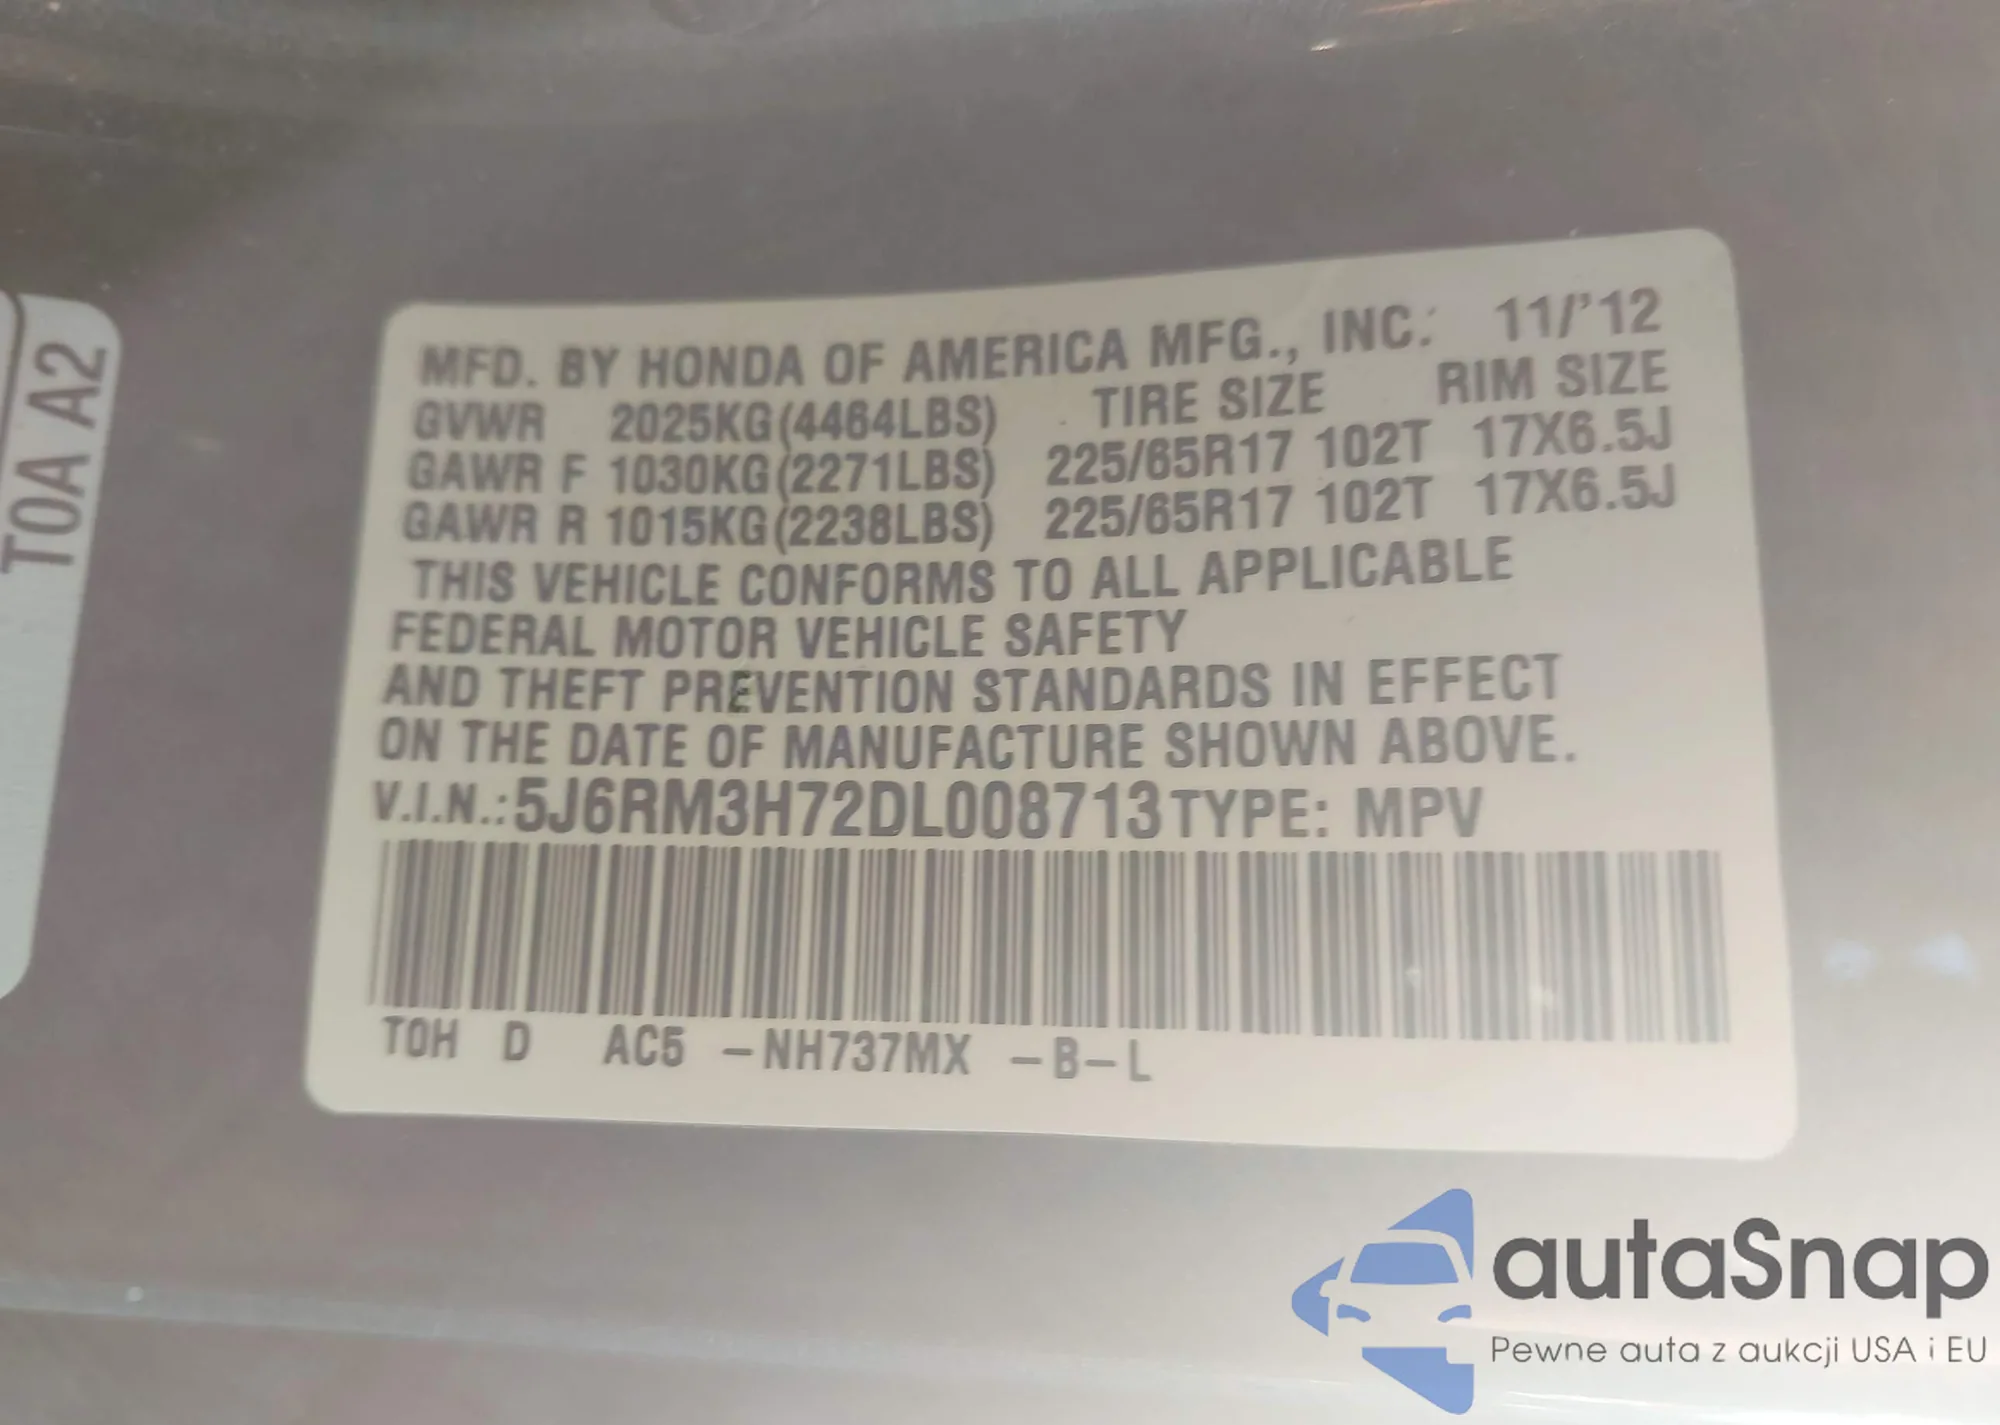 T0A A2
MFD. BY HONDA OF AMERICA MFG., INC. 11/'12
GVWR 2025KG(4464LBS) TIRE SIZE RIM SIZE
GAWR F 1030KG(2271LBS) 225/65R17 102T 17X6.5J
GAWR R 1015KG(2238LBS) 225/65R17 102T 17X6.5J
THIS VEHICLE CONFORMS TO ALL APPLICABLE
FEDERAL MOTOR VEHICLE SAFETY
AND THEFT PREVENTION STANDARDS IN EFFECT
ON THE DATE OF MANUFACTURE SHOWN ABOVE.
V.I.N.:5J6RM3H72DL008713 TYPE: MPV
T0H D AC5 -NH737MX -B-L
autaSnap
Pewne auta z aukcji USA i EU